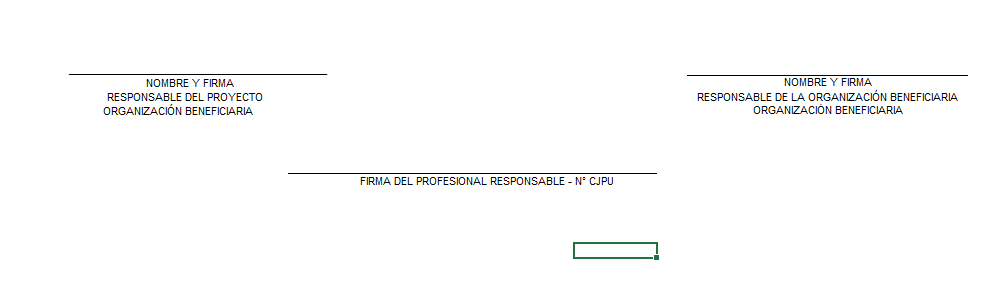 NOMBRE Y FIRMA
RESPONSABLE DEL PROYECTO
ORGANIZACIÓN BENEFICIARIA
NOMBRE Y FIRMA
RESPONSABLE DE LA ORGANIZACIÓN BENEFICIARIA
ORGANIZACIÓN BENEFICIARIA
FIRMA DEL PROFESIONAL RESPONSABLE - N° CJPU